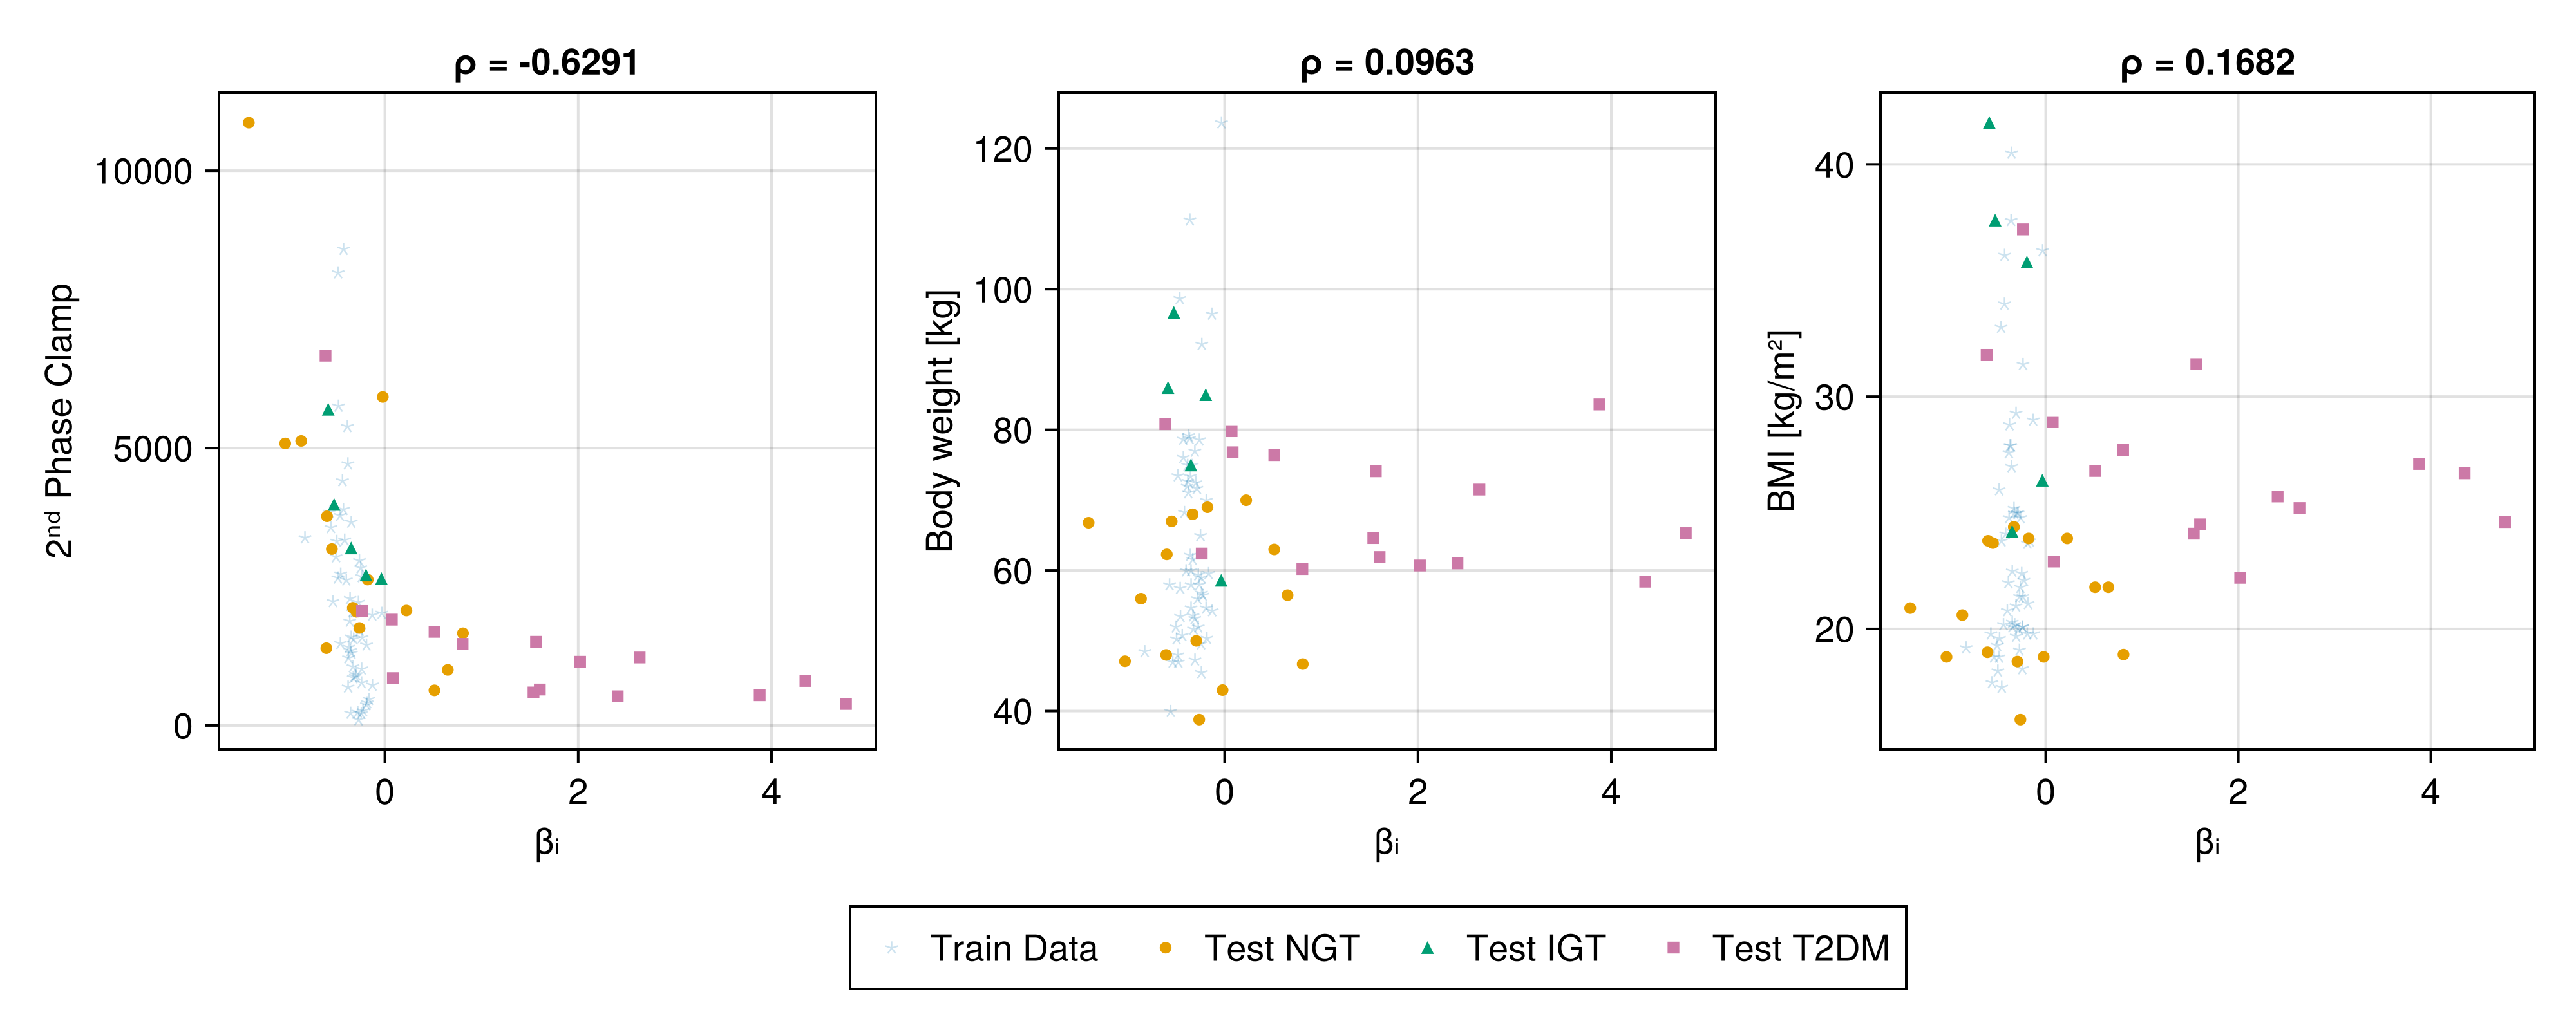 ρ = -0.6291
ρ = 0.0963
ρ = 0.1682
2ⁿᵈ Phase Clamp
10000
5000
0
0 2 4
βᵢ
Body weight [kg]
120
100
80
60
40
0 2 4
βᵢ
BMI [kg/m²]
40
30
20
0 2 4
βᵢ
Train Data Test NGT Test IGT Test T2DM